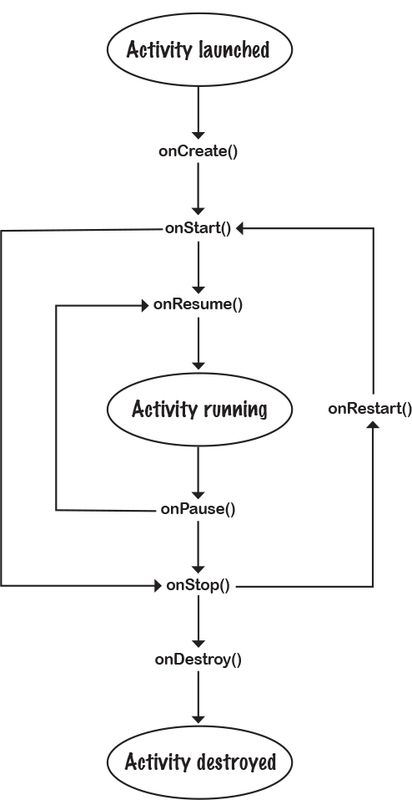 Activity launched
onCreate()
onStart()
onResume()
Activity running
onRestart()
onPause()
onStop()
onDestroy()
Activity destroyed